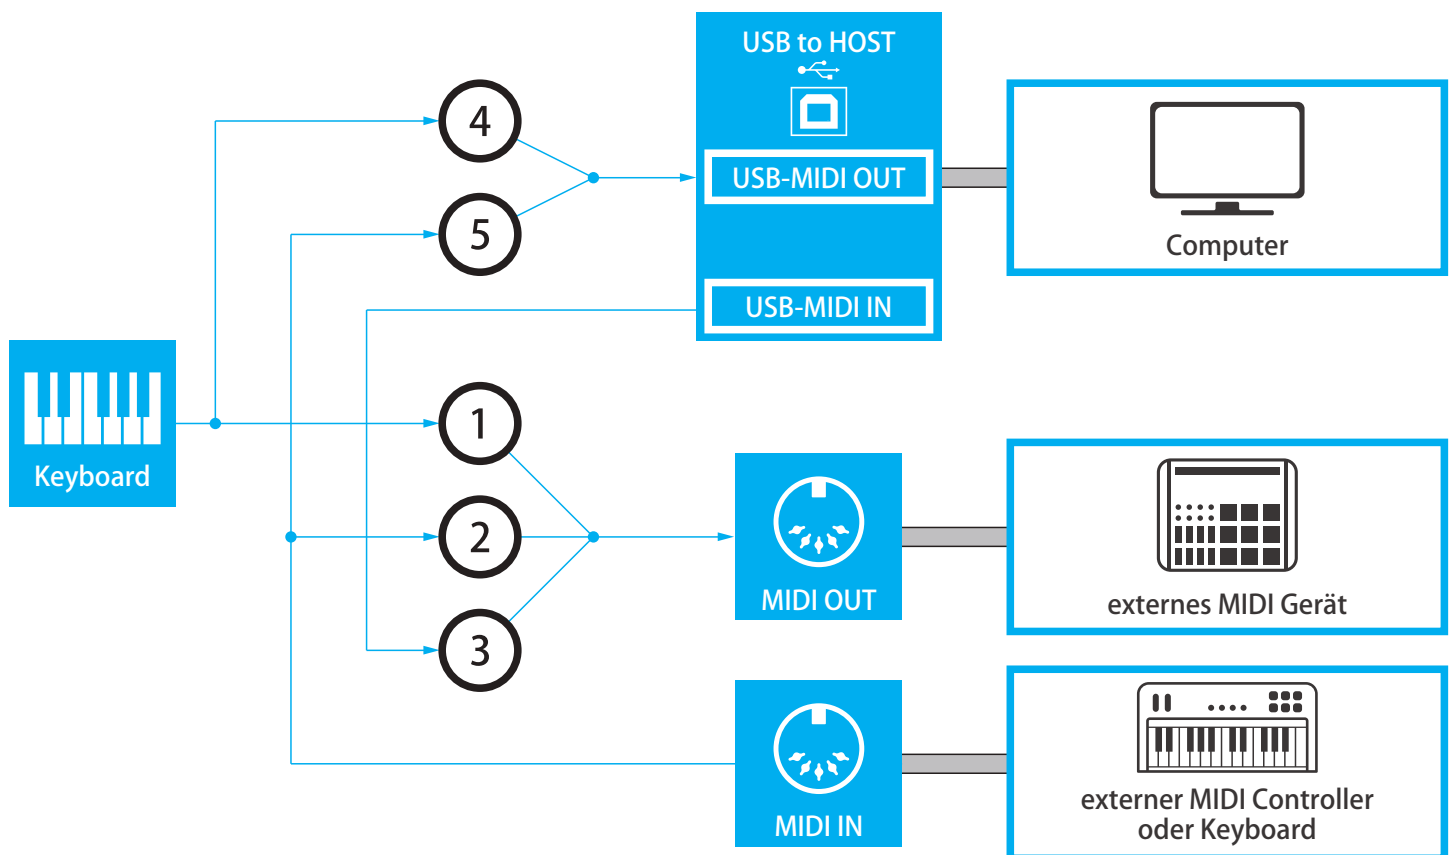 USB to HOST
4
USB-MIDI OUT
5
Computer
USB-MIDI IN
1
Keyboard
2
MIDI OUT
externes MIDI Gerät
3
MIDI IN
externer MIDI Controller
oder Keyboard